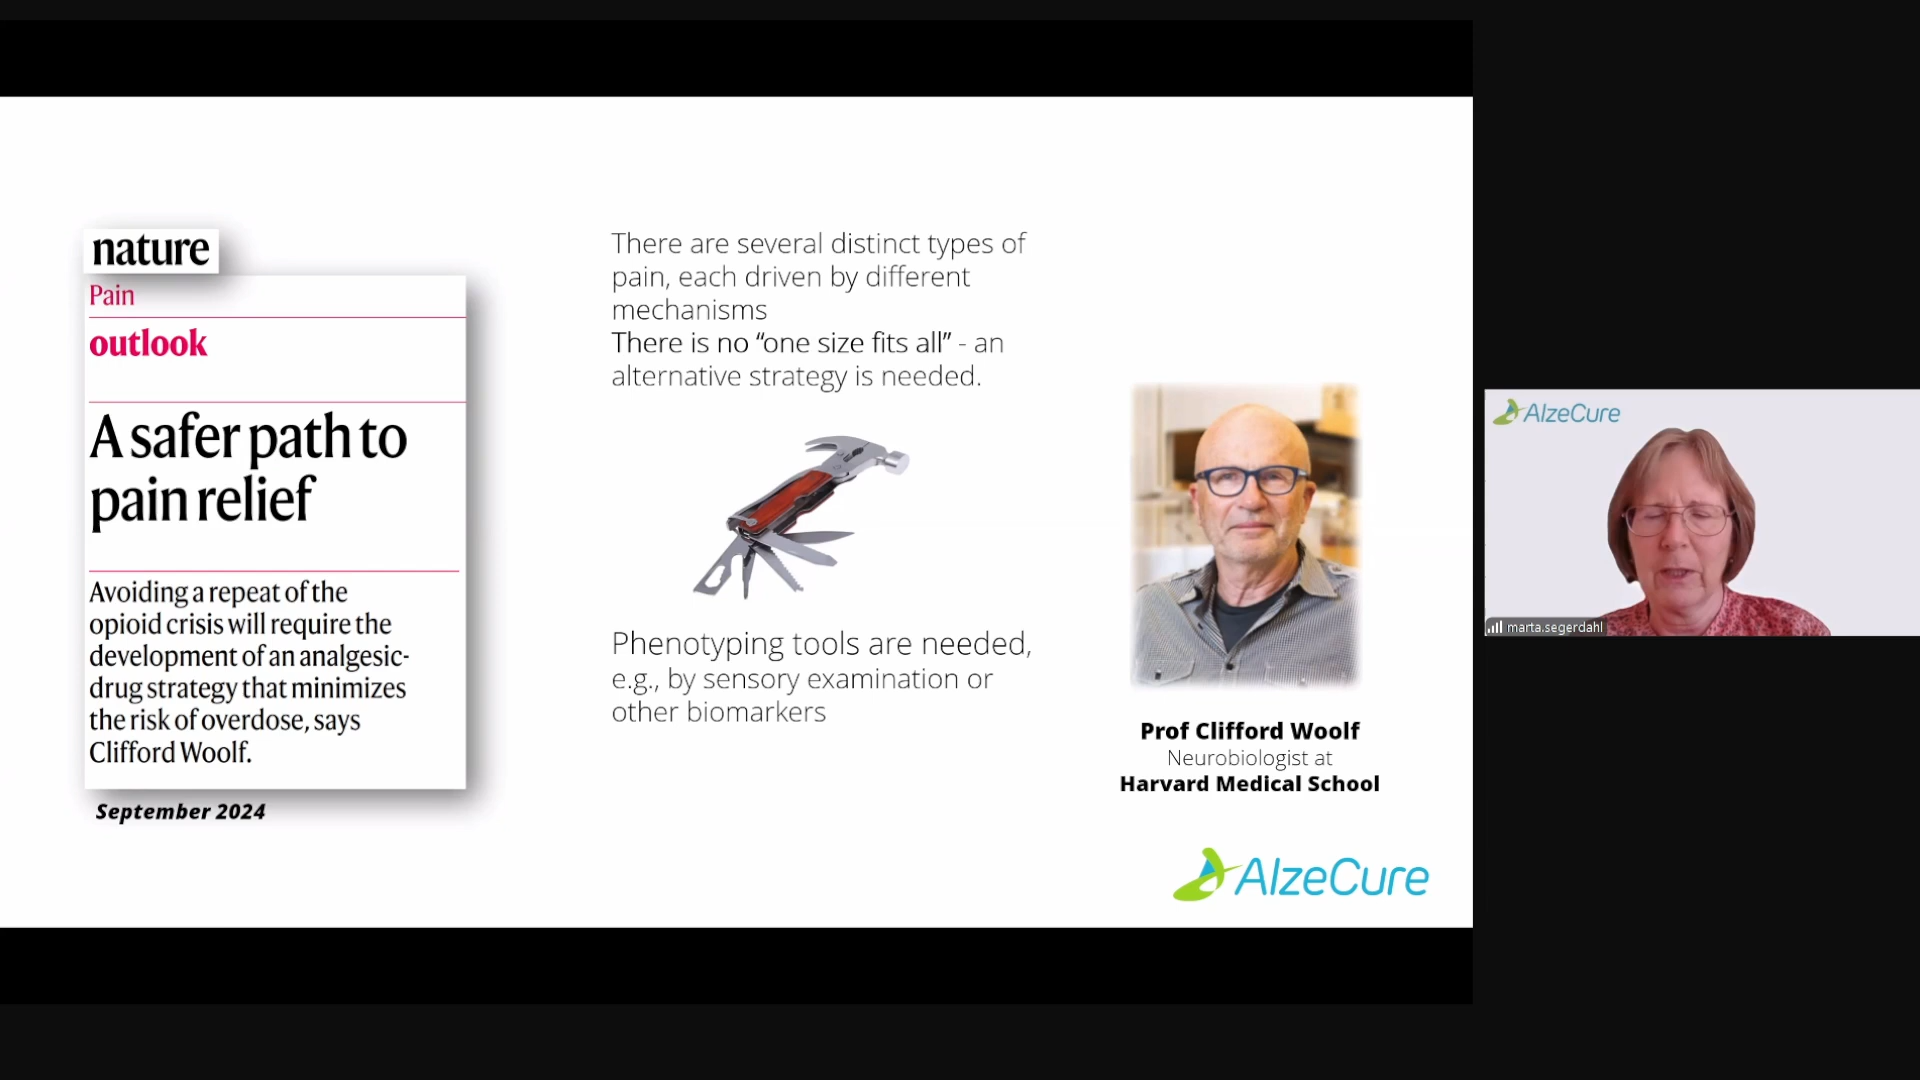 nature
Pain
outlook
A safer path to
pain relief
Avoiding a repeat of the
opioid crisis will require the
development of an analgesic-
drug strategy that minimizes
the risk of overdose, says
Clifford Woolf.
September 2024
There are several distinct types of
pain, each driven by different
mechanisms
There is no “one size fits all” - an
alternative strategy is needed.
Phenotyping tools are needed,
e.g., by sensory examination or
other biomarkers
Prof Clifford Woolf
Neurobiologist at
Harvard Medical School
AlzeCure
AlzeCure
marta.segerdahl